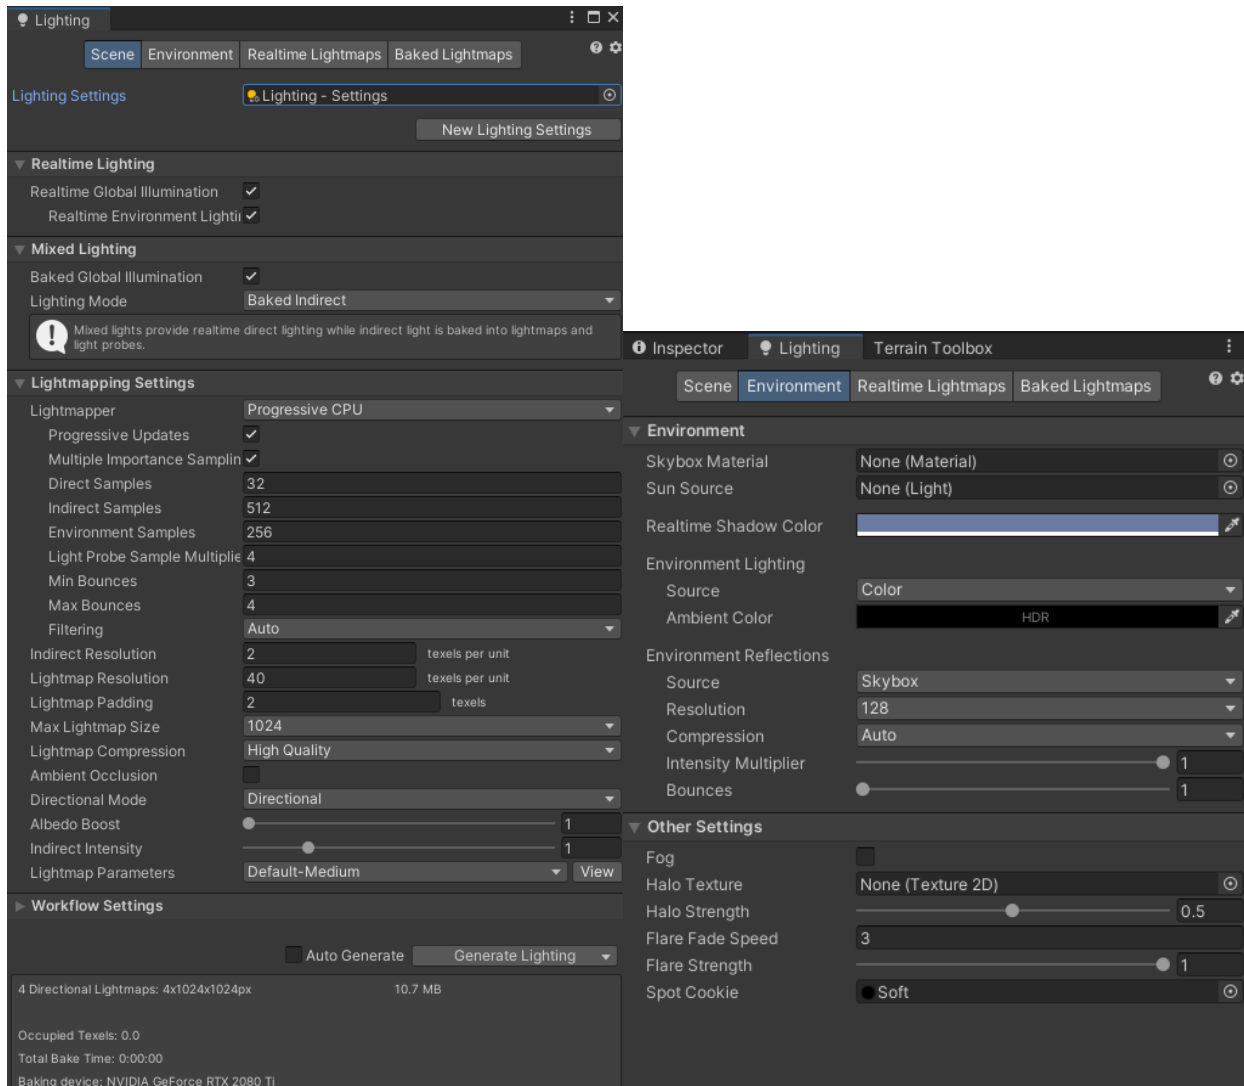 Lighting
Scene Environment Realtime Lightmaps Baked Lightmaps
Lighting Settings Lighting - Settings
New Lighting Settings
Realtime Lighting
Realtime Global Illumination
Realtime Environment Lightin
Mixed Lighting
Baked Global Illumination
Lighting Mode Baked Indirect
Mixed lights provide realtime direct lighting while indirect light is baked into lightmaps and
light probes.
Lightmapping Settings
Lightmapper Progressive CPU
Progressive Updates
Multiple Importance Samplin
Direct Samples 32
Indirect Samples 512
Environment Samples 256
Light Probe Sample Multiplie 4
Min Bounces 3
Max Bounces 4
Filtering Auto
Indirect Resolution 2 texels per unit
Lightmap Resolution 40 texels per unit
Lightmap Padding 2 texels
Max Lightmap Size 1024
Lightmap Compression High Quality
Ambient Occlusion
Directional Mode Directional
Albedo Boost 1
Indirect Intensity 1
Lightmap Parameters Default-Medium View
Workflow Settings
Auto Generate Generate Lighting
4 Directional Lightmaps: 4x1024x1024px 10.7 MB
Occupied Texels: 0.0
Total Bake Time: 0:00:00
Baking device: NVIDIA GeForce RTX 2080 Ti
Inspector Lighting Terrain Toolbox
Scene Environment Realtime Lightmaps Baked Lightmaps
Environment
Skybox Material None (Material)
Sun Source None (Light)
Realtime Shadow Color
Environment Lighting
Source Color
Ambient Color HDR
Environment Reflections
Source Skybox
Resolution 128
Compression Auto
Intensity Multiplier 1
Bounces 1
Other Settings
Fog
Halo Texture None (Texture 2D)
Halo Strength 0.5
Flare Fade Speed 3
Flare Strength 1
Spot Cookie Soft